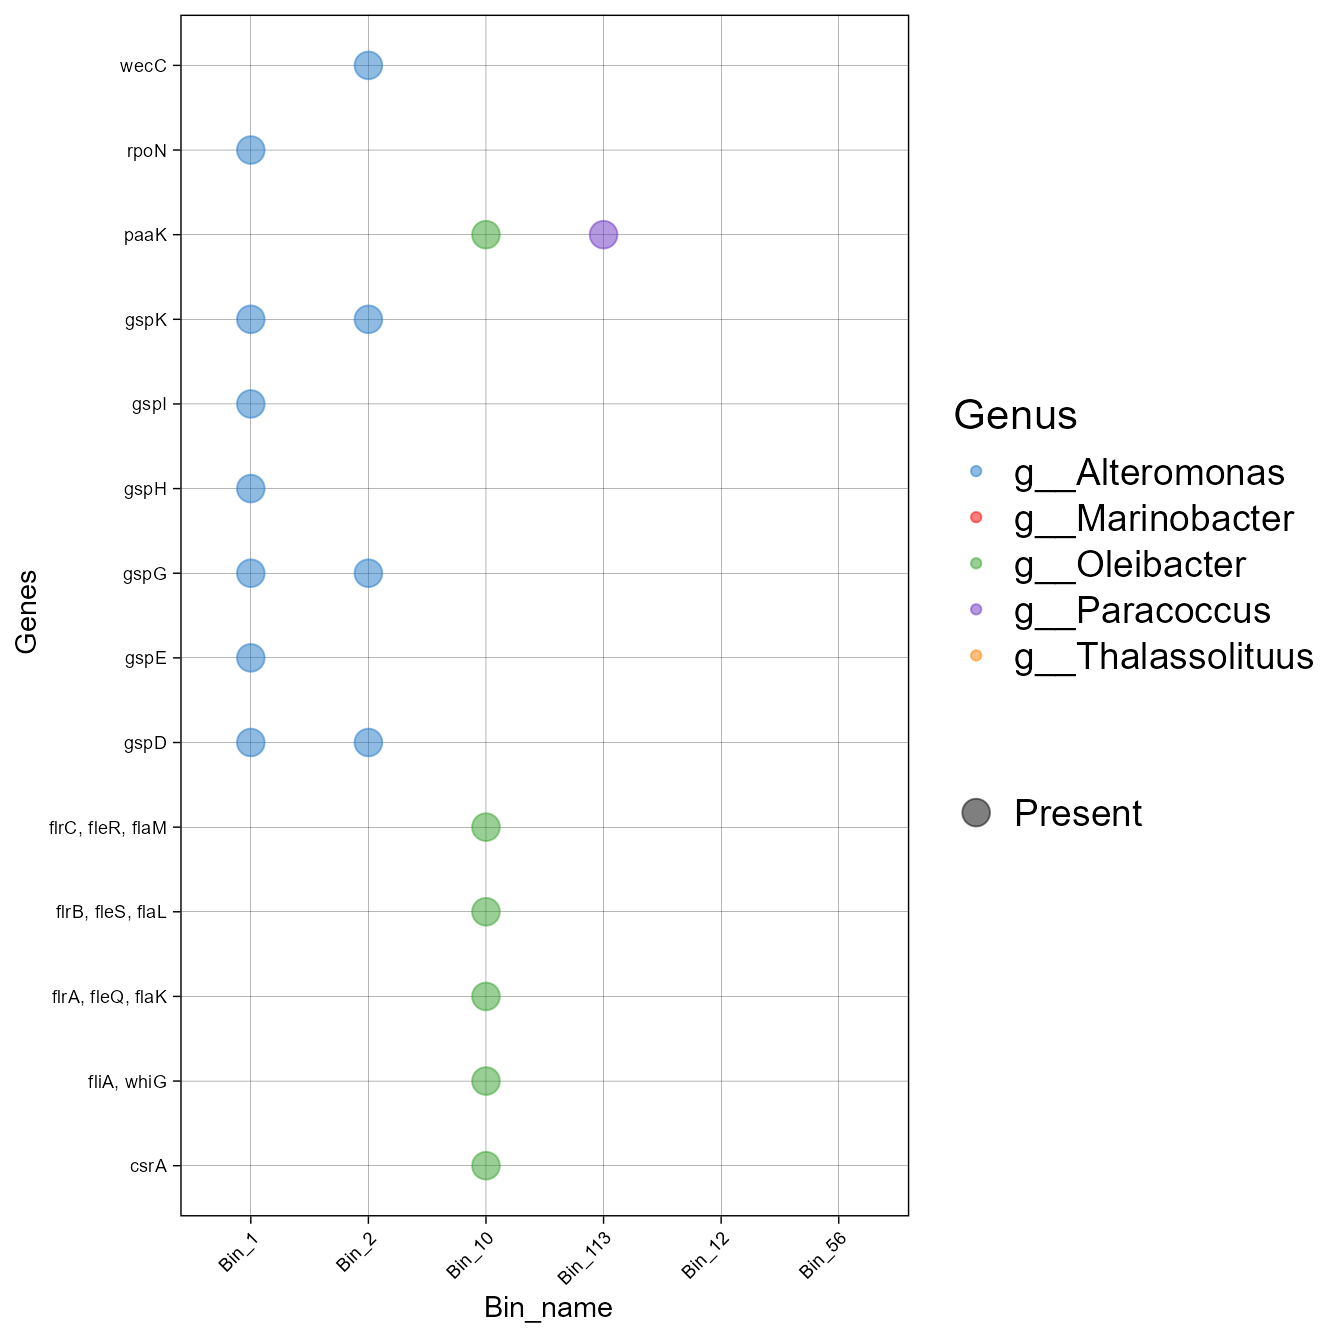 wecC
rpoN
paaK
gspK
gspI
gspH
gspG
gspE
gspD
flrC, fleR, flaM
flrB, fleS, flaL
flrA, fleQ, flaK
fliA, whiG
csrA
Genes
Bin_1
Bin_2
Bin_10
Bin_113
Bin_12
Bin_56
Bin_name
Genus
g__Alteromonas
g__Marinobacter
g__Oleibacter
g__Paracoccus
g__Thalassolituus
Present